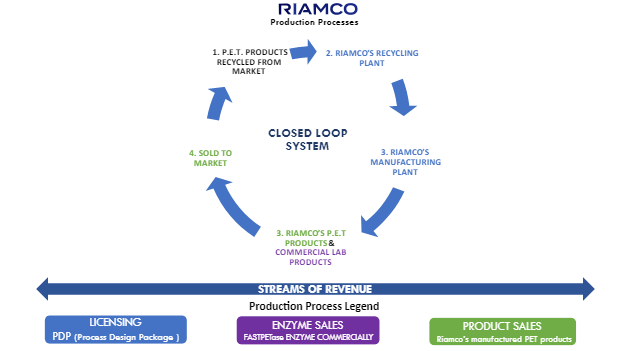 RIAMCO
Production Processes
1. P.E.T. PRODUCTS
RECYCLED FROM
MARKET
2. RIAMCO'S RECYCLING
PLANT
CLOSED LOOP
SYSTEM
4. SOLD TO
MARKET
3. RIAMCO'S
MANUFACTURING
PLANT
3. RIAMCO'S P.E.T
PRODUCTS &
COMMERCIAL LAB
PRODUCTS
STREAMS OF REVENUE
Production Process Legend
LICENSING
PDP (Process Design Package )
ENZYME SALES
FASTPETase ENZYME COMMERCIALLY
PRODUCT SALES
Riamco's manufactured PET products